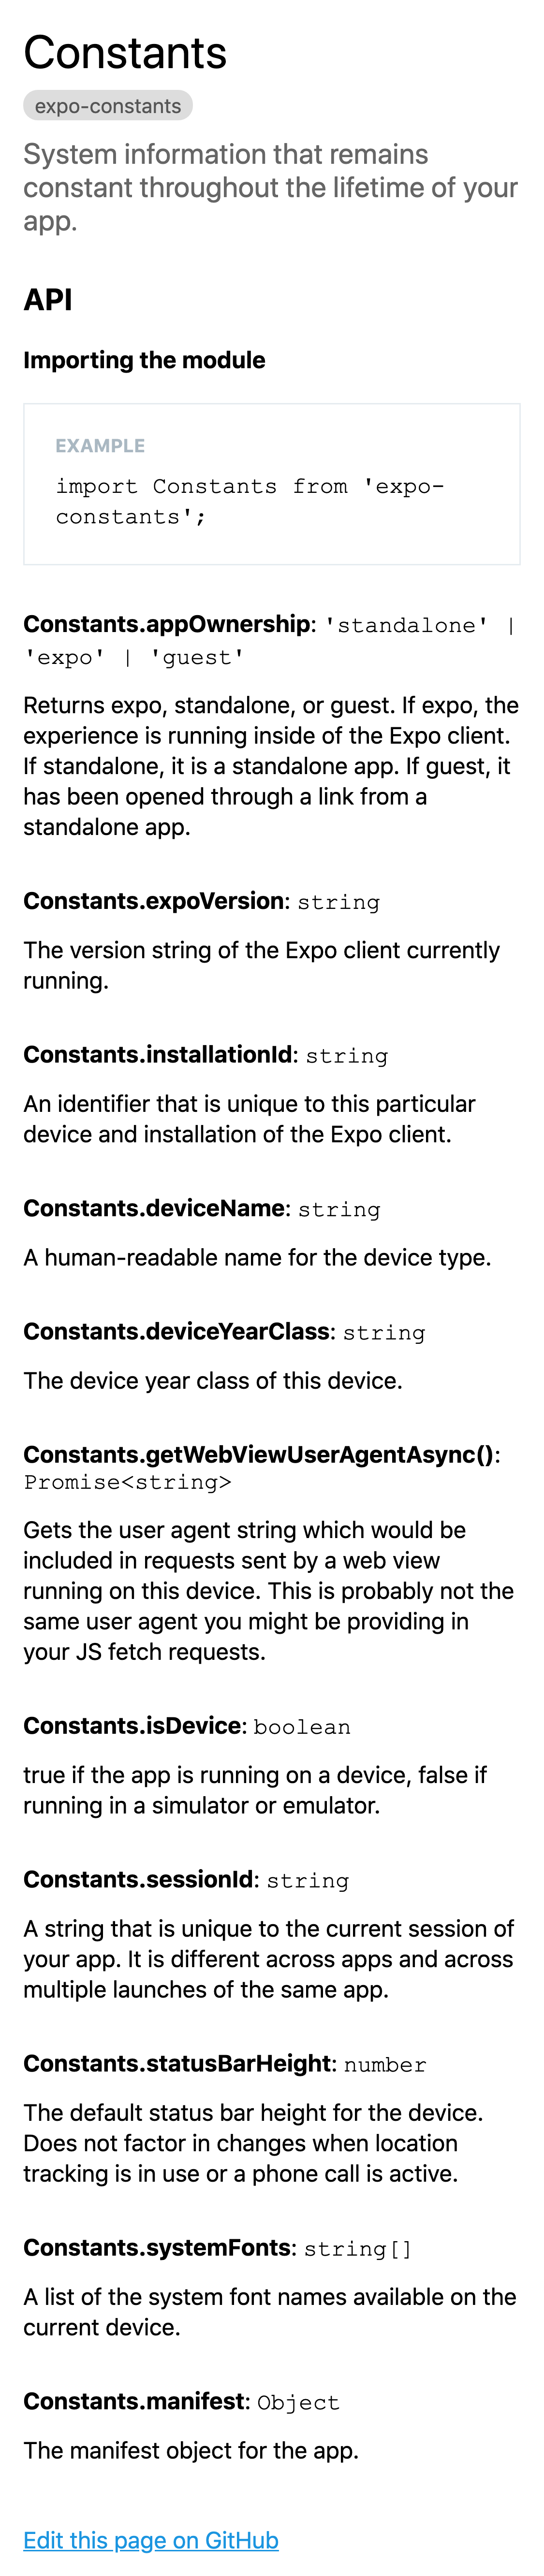 Constants
expo-constants
System information that remains
constant throughout the lifetime of your
app.
API
Importing the module
EXAMPLE
import Constants from 'expo-
constants';
Constants.appOwnership: 'standalone' |
'expo' | 'guest'
Returns expo, standalone, or guest. If expo, the
experience is running inside of the Expo client.
If standalone, it is a standalone app. If guest, it
has been opened through a link from a
standalone app.
Constants.expoVersion: string
The version string of the Expo client currently
running.
Constants.installationId: string
An identifier that is unique to this particular
device and installation of the Expo client.
Constants.deviceName: string
A human-readable name for the device type.
Constants.deviceYearClass: string
The device year class of this device.
Constants.getWebViewUserAgentAsync():
Promise<string>
Gets the user agent string which would be
included in requests sent by a web view
running on this device. This is probably not the
same user agent you might be providing in
your JS fetch requests.
Constants.isDevice: boolean
true if the app is running on a device, false if
running in a simulator or emulator.
Constants.sessionId: string
A string that is unique to the current session of
your app. It is different across apps and across
multiple launches of the same app.
Constants.statusBarHeight: number
The default status bar height for the device.
Does not factor in changes when location
tracking is in use or a phone call is active.
Constants.systemFonts: string[]
A list of the system font names available on the
current device.
Constants.manifest: Object
The manifest object for the app.
Edit this page on GitHub